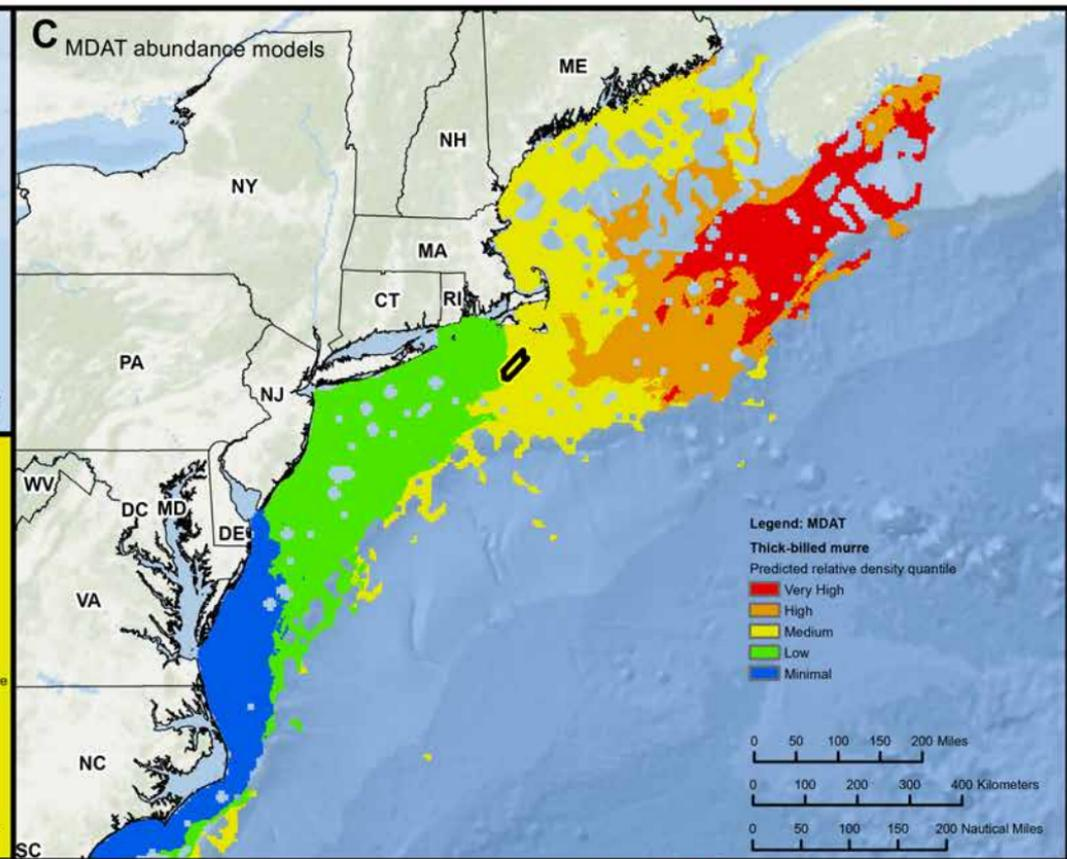 C MDAT abundance models
ME
NH
NY
MA
CT
RI
PA
NJ
WV
DC
MD
DE
VA
NC
SC
e
Legend: MDAT
Thick-billed murre
Predicted relative density quantile
Very High
High
Medium
Low
Minimal
0 50 100 150 200 Miles
0 100 200 300 400 Kilometers
0 50 100 150 200 Nautical Miles